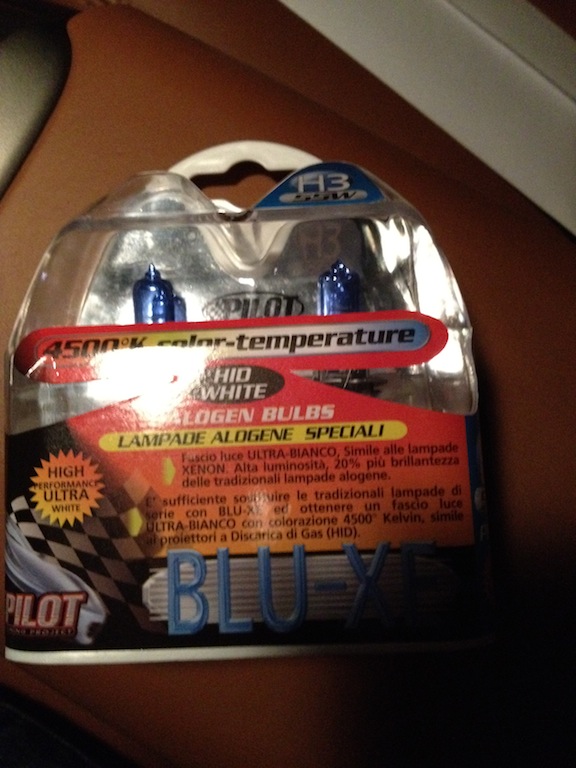 H3
55W
H3
PILOT
4500°K color-temperature
HID
WHITE
ALOGEN BULBS
LAMPADE ALOGENE SPECIALI
Fascio luce ULTRA-BIANCO, Simile alle lampade
XENON. Alta luminosità, 20% più brillantezza
delle tradizionali lampade alogene.
HIGH
PERFORMANCE
ULTRA
WHITE
E' sufficiente sostituire le tradizionali lampade di
serie con BLU-XE ed ottenere un fascio luce
ULTRA-BIANCO con colorazione 4500° Kelvin, simile
ai proiettori a Discarica di Gas (HID).
BLU-XE
PILOT
PROJECT